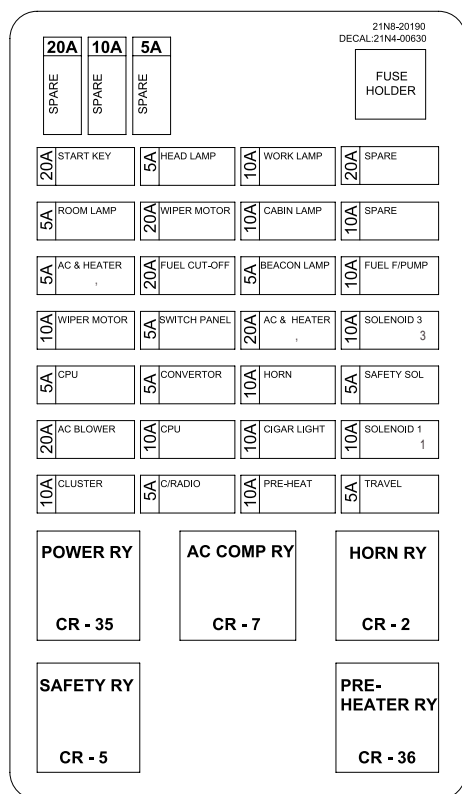 21N8-20190
DECAL:21N4-00630
20A 10A 5A
SPARE SPARE SPARE
FUSE
HOLDER
20A START KEY 5A HEAD LAMP 10A WORK LAMP 20A SPARE
5A ROOM LAMP 20A WIPER MOTOR 10A CABIN LAMP 10A SPARE
5A AC & HEATER , 20A FUEL CUT-OFF 5A BEACON LAMP 10A FUEL F/PUMP
10A WIPER MOTOR 5A SWITCH PANEL 20A AC & HEATER , 10A SOLENOID 3
3
5A CPU 5A CONVERTOR 10A HORN 5A SAFETY SOL
20A AC BLOWER 10A CPU 10A CIGAR LIGHT 10A SOLENOID 1
1
10A CLUSTER 5A C/RADIO 10A PRE-HEAT 5A TRAVEL
POWER RY AC COMP RY HORN RY
CR - 35 CR - 7 CR - 2
SAFETY RY
CR - 5
PRE-
HEATER RY
CR - 36